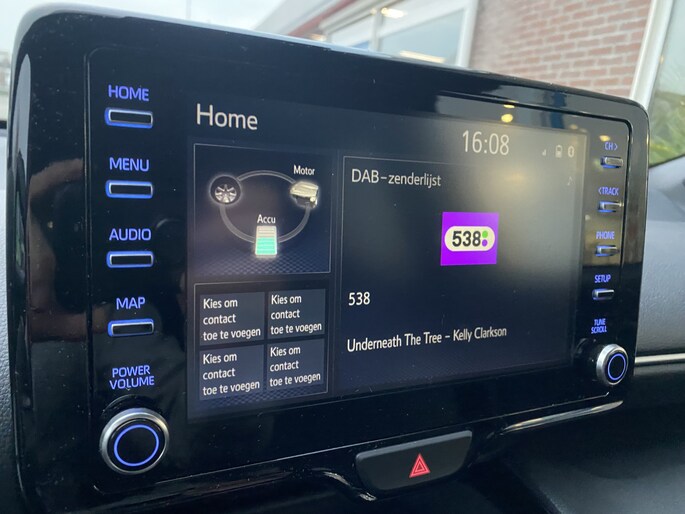 HOME
MENU
AUDIO
MAP
POWER
VOLUME
Home
16:08
Motor
Accu
Kies om
contact
toe te voegen
Kies om
contact
toe te voegen
Kies om
contact
toe te voegen
Kies om
contact
toe te voegen
DAB-zenderlijst
538
538
Underneath The Tree - Kelly Clarkson
CH >
< TRACK
PHONE
SETUP
TUNE
SCROLL